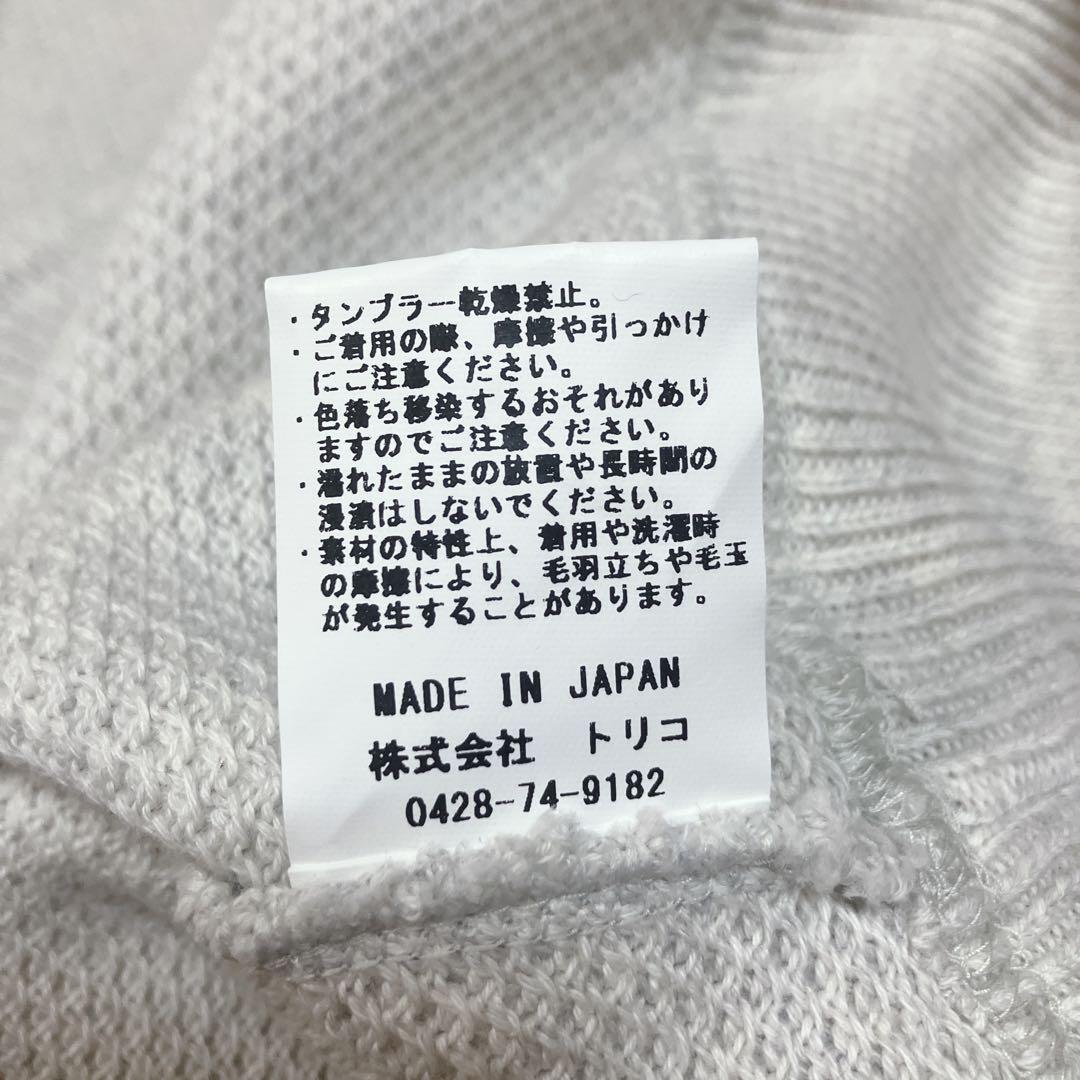 ・タンブラー乾燥禁止。
・ご着用の際、摩擦や引っかけ
にご注意ください。
・色落ち移染するおそれがあり
ますのでご注意ください。
・濡れたままの放置や長時間の
浸漬はしないでください。
・素材の特性上、着用や洗濯時
の摩擦により、毛羽立ちや毛玉
が発生することがあります。
MADE IN JAPAN
株式会社 トリコ
0428-74-9182